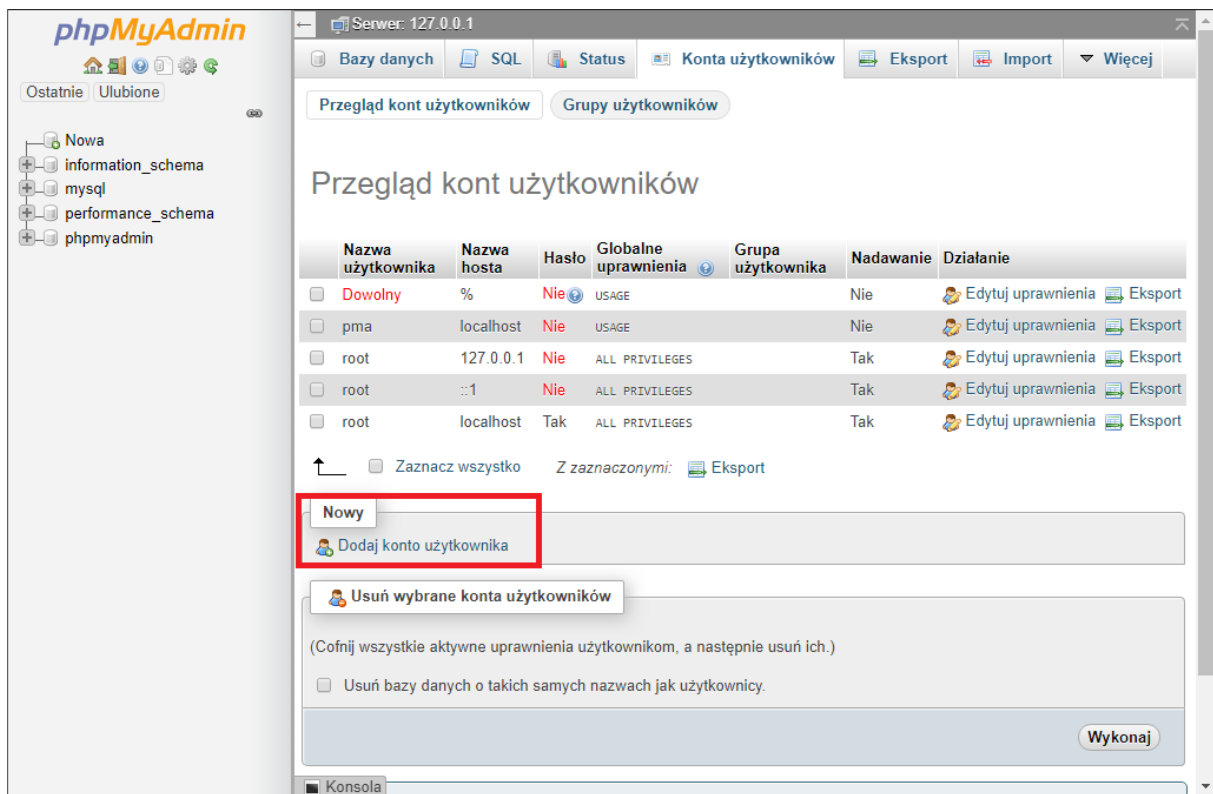 phpMyAdmin
Ostatnie Ulubione
Nowa
information_schema
mysql
performance_schema
phpmyadmin
← Serwer: 127.0.0.1
Bazy danych SQL Status Konta użytkowników Eksport Import Więcej
Przegląd kont użytkowników Grupy użytkowników
Przegląd kont użytkowników
Nazwa użytkownika Nazwa hosta Hasło Globalne uprawnienia Grupa użytkownika Nadawanie Działanie
Dowolny % Nie USAGE Nie Edytuj uprawnienia Eksport
pma localhost Nie USAGE Nie Edytuj uprawnienia Eksport
root 127.0.0.1 Nie ALL PRIVILEGES Tak Edytuj uprawnienia Eksport
root ::1 Nie ALL PRIVILEGES Tak Edytuj uprawnienia Eksport
root localhost Tak ALL PRIVILEGES Tak Edytuj uprawnienia Eksport
Zaznacz wszystko Z zaznaczonymi: Eksport
Nowy
Dodaj konto użytkownika
Usuń wybrane konta użytkowników
(Cofnij wszystkie aktywne uprawnienia użytkownikom, a następnie usuń ich.)
Usuń bazy danych o takich samych nazwach jak użytkownicy.
Wykonaj
Konsola